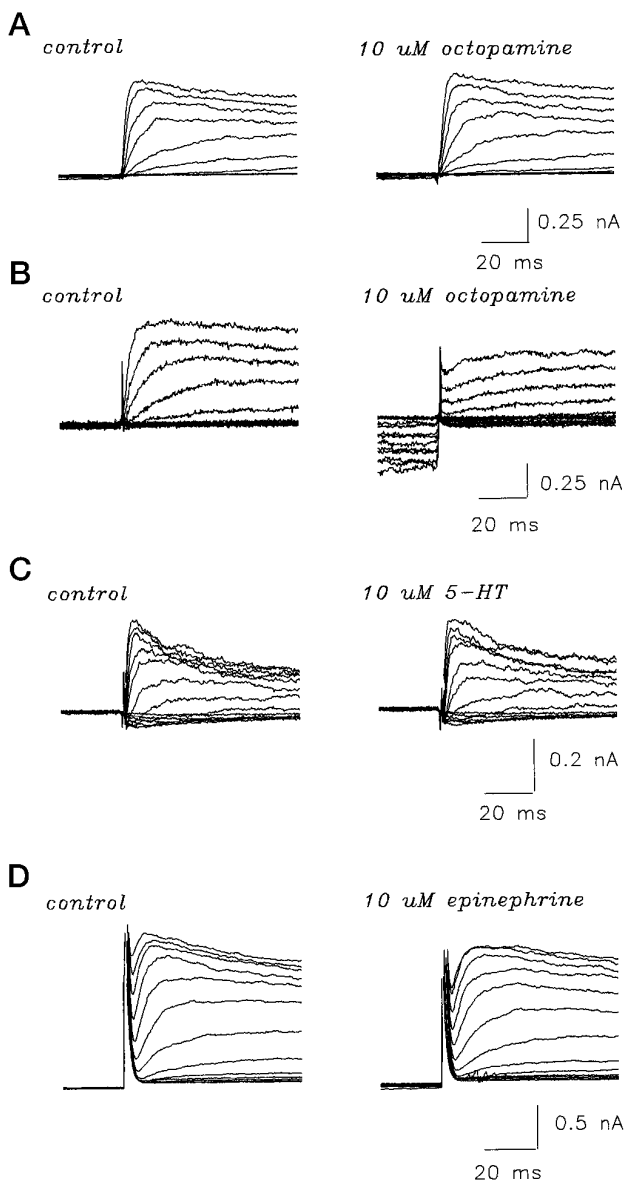 A
control
10 uM octopamine
0.25 nA
20 ms
B
control
10 uM octopamine
0.25 nA
20 ms
C
control
10 uM 5-HT
0.2 nA
20 ms
D
control
10 uM epinephrine
0.5 nA
20 ms